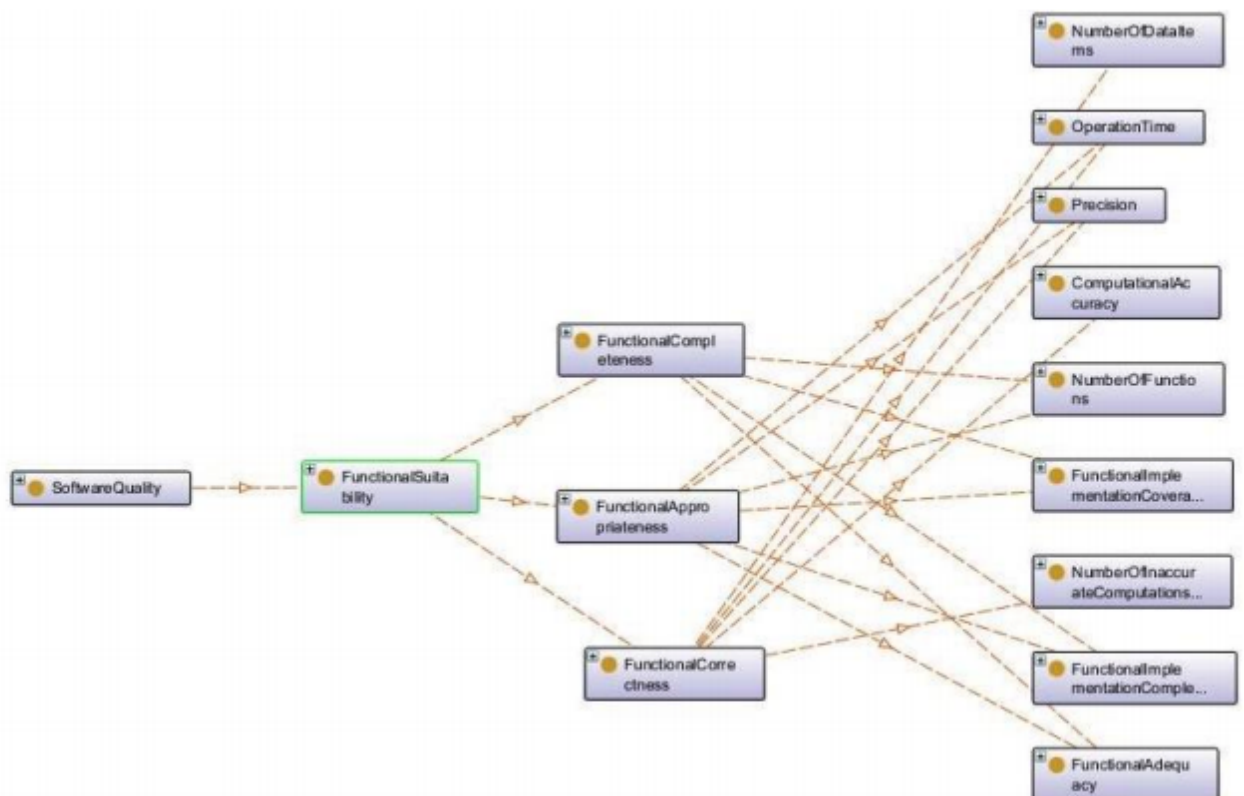 NumberOfDataIte
ms
OperationTime
Precision
ComputationalAc
curacy
FunctionalCompl
eteness
NumberOfFunctio
ns
SoftwareQuality
FunctionalSuita
bility
FunctionalImple
mentationCovera...
FunctionalAppro
priateness
NumberOfInaccur
ateComputations...
FunctionalCorre
ctness
FunctionalImple
mentationComple...
FunctionalAdequ
acy